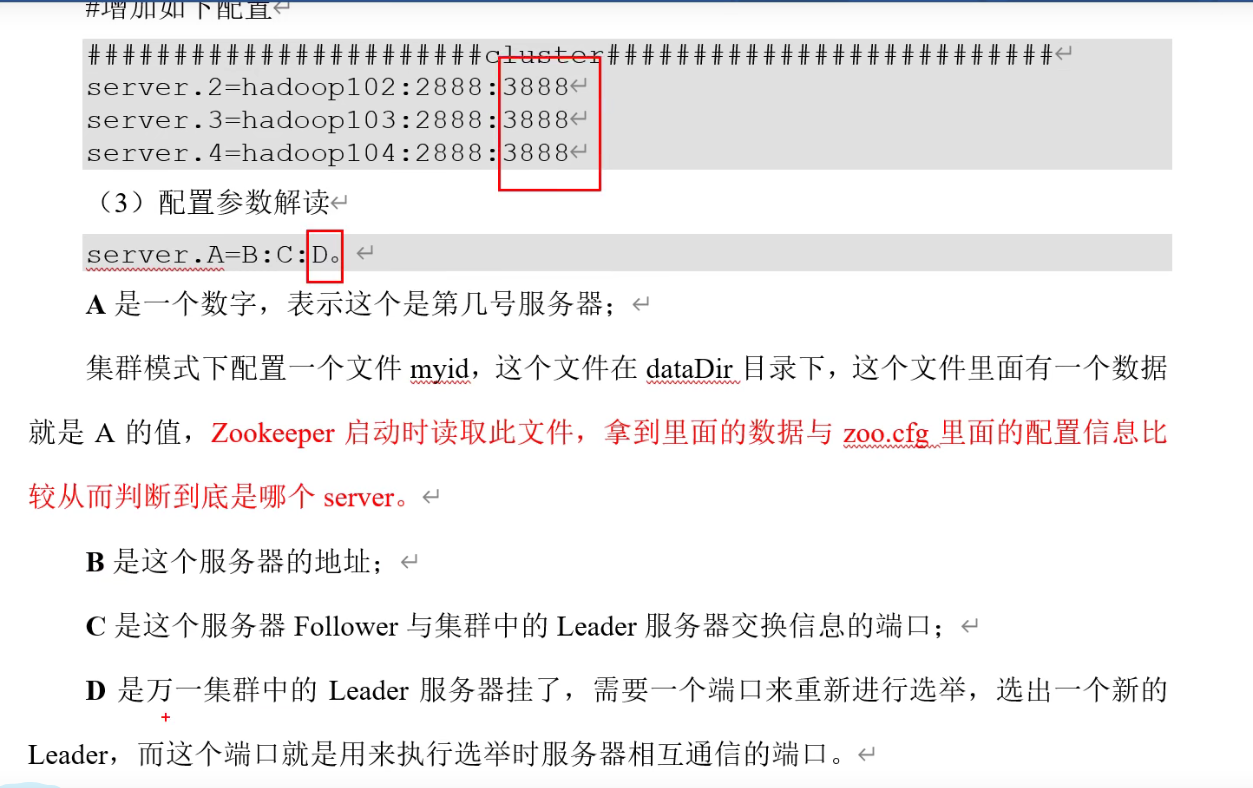 #增加如下配置↵
#######################cluster##########################↵
server.2=hadoop102:2888:3888↵
server.3=hadoop103:2888:3888↵
server.4=hadoop104:2888:3888↵
（3）配置参数解读↵
server.A=B:C:D。↵
A 是一个数字，表示这个是第几号服务器；↵
集群模式下配置一个文件 myid，这个文件在 dataDir 目录下，这个文件里面有一个数据
就是 A 的值，Zookeeper 启动时读取此文件，拿到里面的数据与 zoo.cfg 里面的配置信息比
较从而判断到底是哪个 server。↵
B 是这个服务器的地址；↵
C 是这个服务器 Follower 与集群中的 Leader 服务器交换信息的端口；↵
D 是万一集群中的 Leader 服务器挂了，需要一个端口来重新进行选举，选出一个新的
Leader，而这个端口就是用来执行选举时服务器相互通信的端口。↵